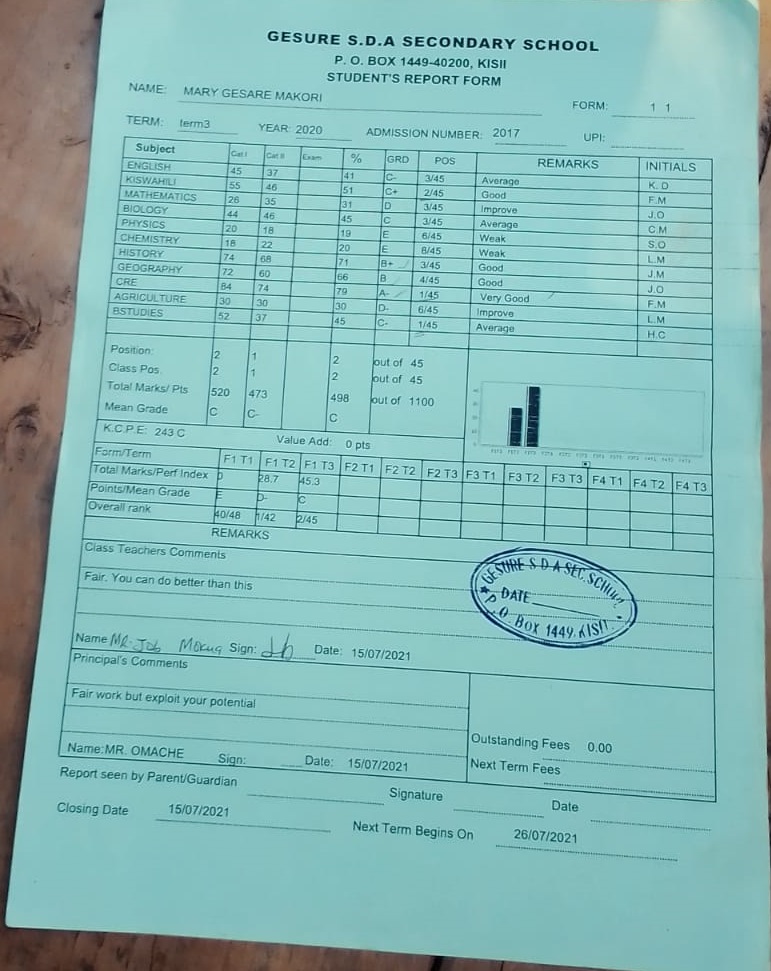 GESURE S.D.A SECONDARY SCHOOL
P. O. BOX 1449-40200, KISII
STUDENT'S REPORT FORM
NAME: MARY GESARE MAKORI FORM: 1 1
TERM: term3 YEAR: 2020 ADMISSION NUMBER: 2017 UPI:
Subject Cat I Cat II Exam % GRD POS REMARKS INITIALS
ENGLISH 45 37 41 C- 3/45 Average K.D
KISWAHILI 55 46 51 C+ 2/45 Good F.M
MATHEMATICS 26 35 31 D 3/45 Improve J.O
BIOLOGY 44 46 45 C 3/45 Average C.M
PHYSICS 20 18 19 E 6/45 Weak S.O
CHEMISTRY 18 22 20 E 8/45 Weak L.M
HISTORY 74 68 71 B+ 3/45 Good J.M
GEOGRAPHY 72 60 66 B 4/45 Good J.O
CRE 84 74 79 A- 1/45 Very Good F.M
AGRICULTURE 30 30 30 D- 6/45 Improve L.M
BSTUDIES 52 37 45 C- 1/45 Average H.C
Position: 2 1 2 out of 45
Class Pos. 2 1 2 out of 45
Total Marks/ Pts 520 473 498 out of 1100
Mean Grade C C- C
K.C.P.E: 243 C Value Add: 0 pts
Form/Term F1 T1 F1 T2 F1 T3 F2 T1 F2 T2 F2 T3 F3 T1 F3 T2 F3 T3 F4 T1 F4 T2 F4 T3
Total Marks/Perf Index 28.7 45.3
Points/Mean Grade E D- C
Overall rank 40/48 1/42 2/45
REMARKS
Class Teachers Comments
Fair. You can do better than this
GESURE S.D.A SEC. SCHOOL
DATE
P. O. Box 1449, KISII
Name Mr. Job Sign: Date: 15/07/2021
Principal's Comments
Fair work but exploit your potential
Outstanding Fees 0.00
Next Term Fees
Name: MR. OMACHE Sign: Date: 15/07/2021
Report seen by Parent/Guardian Signature Date
Closing Date 15/07/2021 Next Term Begins On 26/07/2021